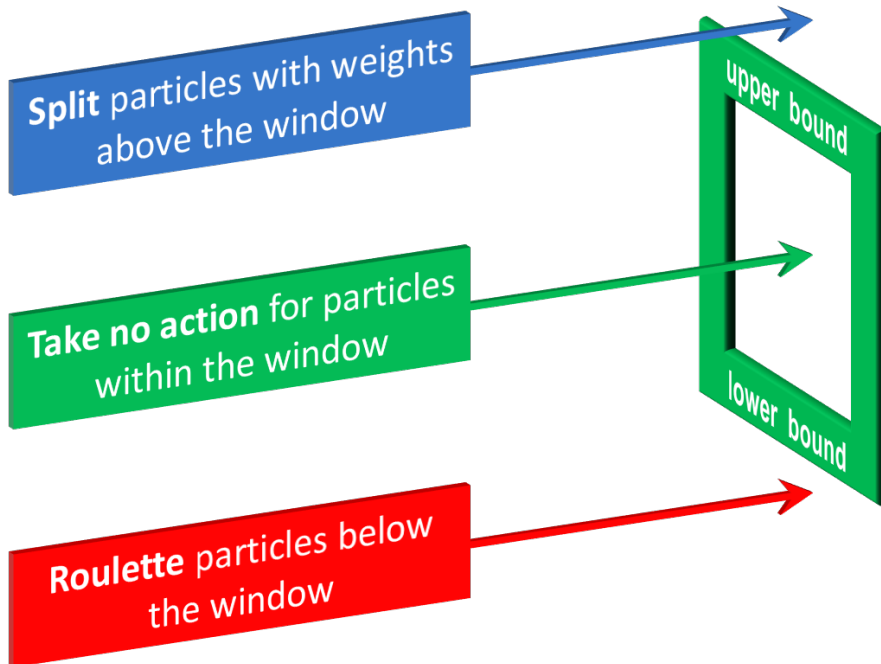 Split particles with weights
above the window
upper bound
Take no action for particles
within the window
lower bound
Roulette particles below
the window